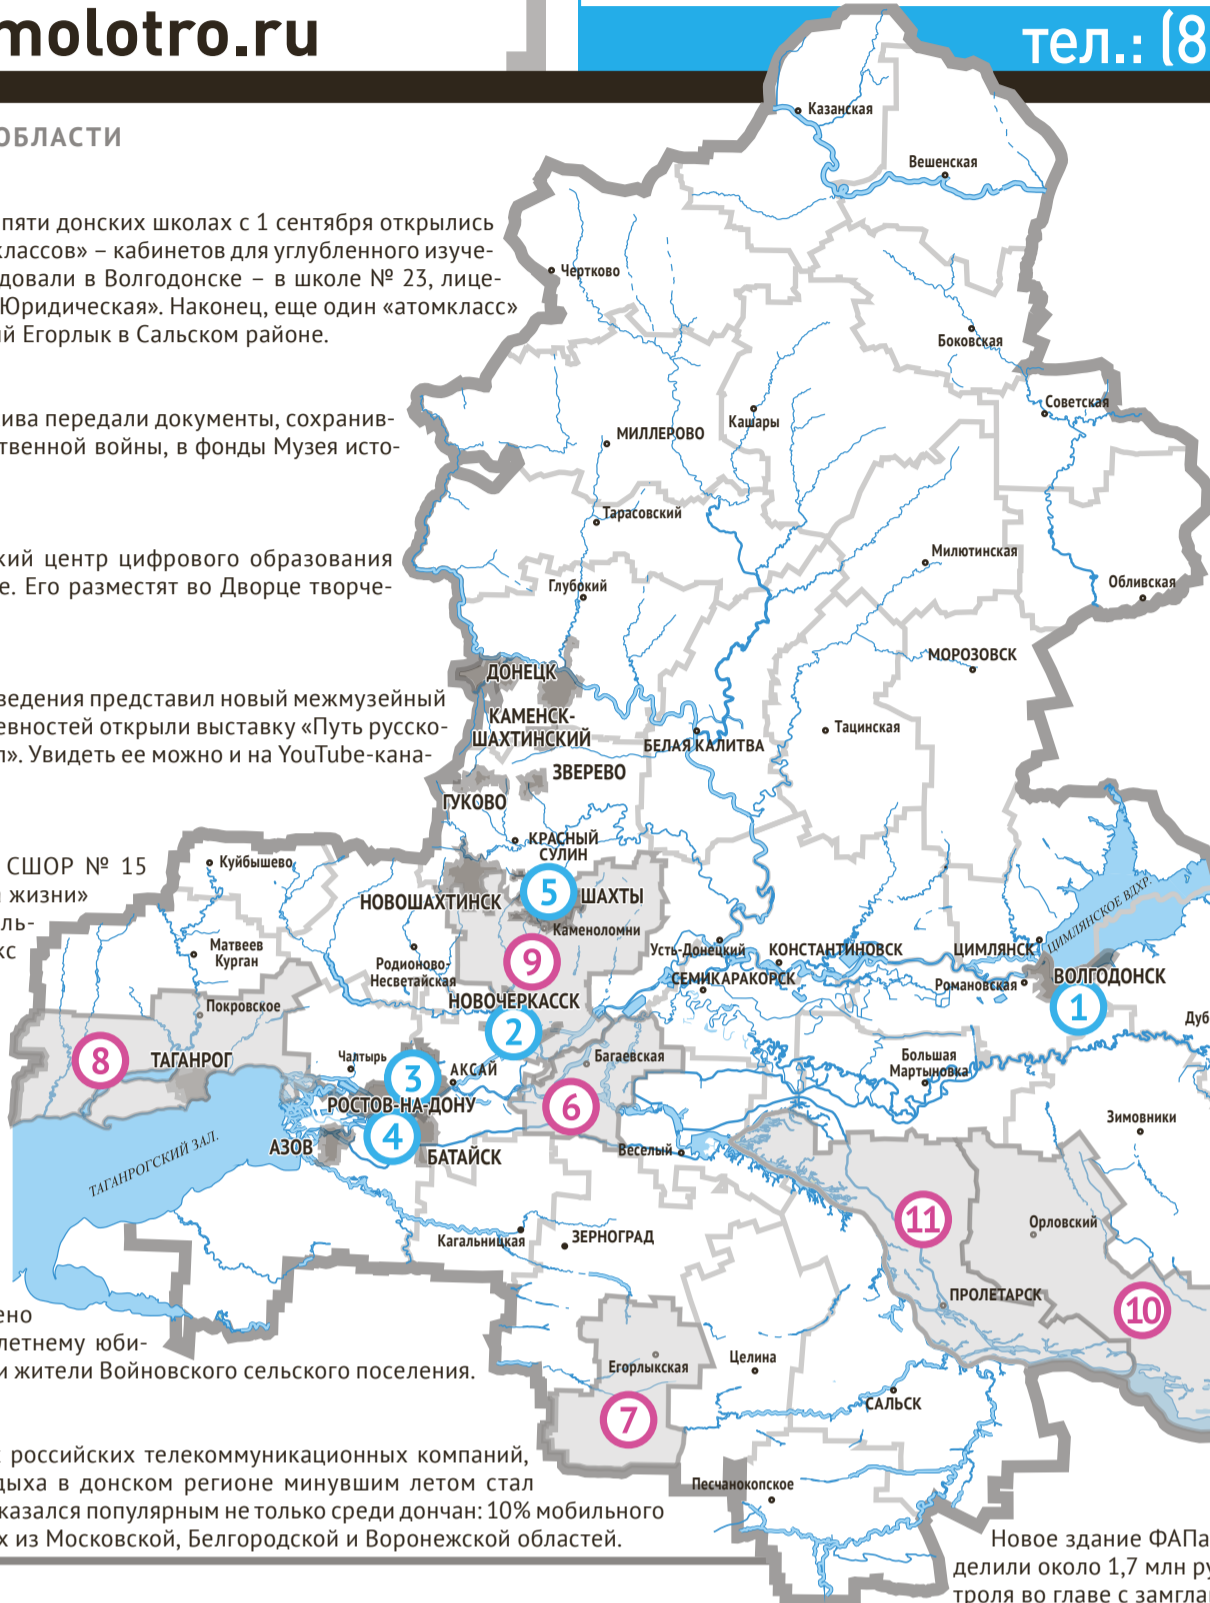 molotro.ru
тел.: (8
ОБЛАСТИ
пяти донских школах с 1 сентября открылись
классов» – кабинетов для углубленного изуче-
довали в Волгодонске – в школе № 23, лице-
Юридическая». Наконец, еще один «атомкласс»
й Егорлык в Сальском районе.
ива передали документы, сохранив-
твенной войны, в фонды Музея исто-
кий центр цифрового образования
е. Его разместят во Дворце творче-
ведения представил новый межмузейный
евностей открыли выставку «Путь русско-
л». Увидеть ее можно и на YouTube-кана-
СШОР № 15
жизни»
ль-
кс
ено
летнему юби-
и жители Войновского сельского поселения.
российских телекоммуникационных компаний,
дыха в донском регионе минувшим летом стал
казался популярным не только среди дончан: 10% мобильного
х из Московской, Белгородской и Воронежской областей.
Казанская
Вешенская
Чертково
Боковская
Советская
Кашары
МИЛЛЕРОВО
Тарасовский
Милютинская
Глубокий
Обливская
МОРОЗОВСК
ДОНЕЦК
КАМЕНСК-
ШАХТИНСКИЙ
Тацинская
БЕЛАЯ КАЛИТВА
ЗВЕРЕВО
ГУКОВО
КРАСНЫЙ
СУЛИН
Куйбышево
5
ШАХТЫ
НОВОШАХТИНСК
Каменоломни
ЦИМЛЯНСКОЕ ВДХР.
Матвеев
Курган
Родионово-
Несветайская
9
Усть-Донецкий
КОНСТАНТИНОВСК
ЦИМЛЯНСК
СЕМИКАРАКОРСК
Романовская
ВОЛГОДОНСК
1
Покровское
НОВОЧЕРКАССК
2
Дуб
8
ТАГАНРОГ
Чалтырь
3
АКСАЙ
Багаевская
Большая
Мартыновка
РОСТОВ-НА-ДОНУ
6
4
Зимовники
АЗОВ
БАТАЙСК
Веселый
ТАГАНРОГСКИЙ ЗАЛ.
11
Орловский
Кагальницкая
ЗЕРНОГРАД
ПРОЛЕТАРСК
10
Егорлыкская
Целина
7
САЛЬСК
Песчанокопское
Новое здание ФАПа
делили около 1,7 млн ру
троля во главе с замглав